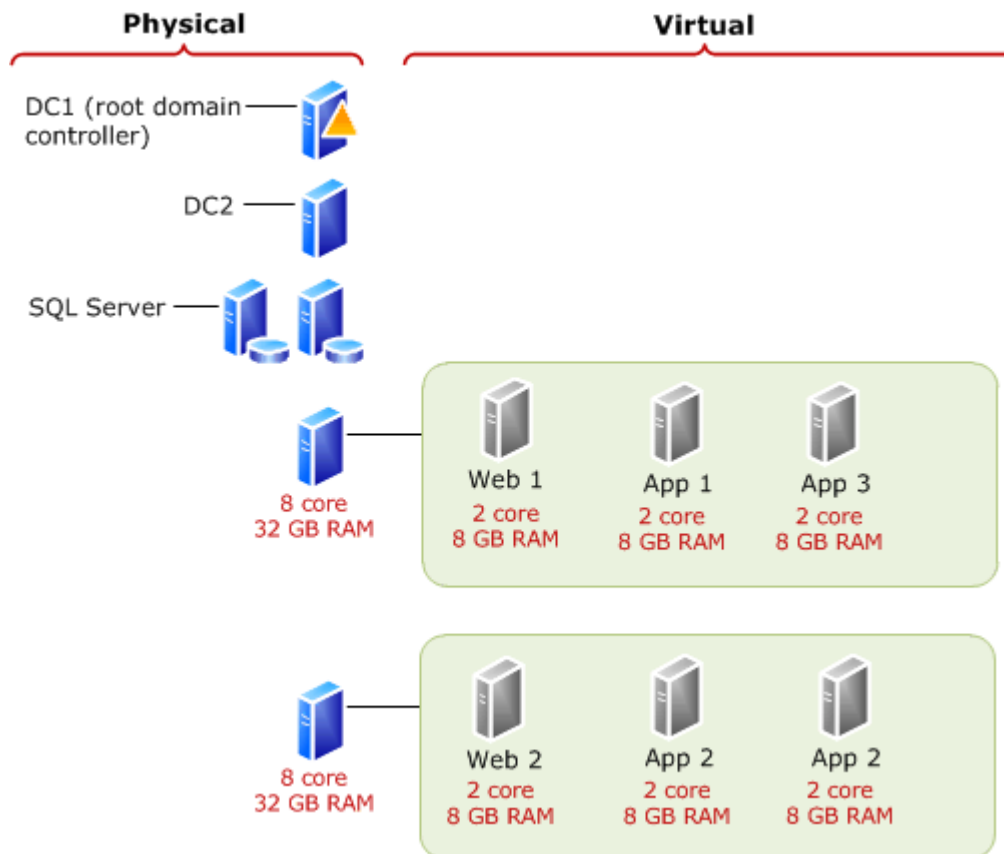 Physical
Virtual
DC1 (root domain
controller)
DC2
SQL Server
8 core
32 GB RAM
Web 1
App 1
App 3
2 core
8 GB RAM
2 core
8 GB RAM
2 core
8 GB RAM
8 core
32 GB RAM
Web 2
App 2
App 2
2 core
8 GB RAM
2 core
8 GB RAM
2 core
8 GB RAM